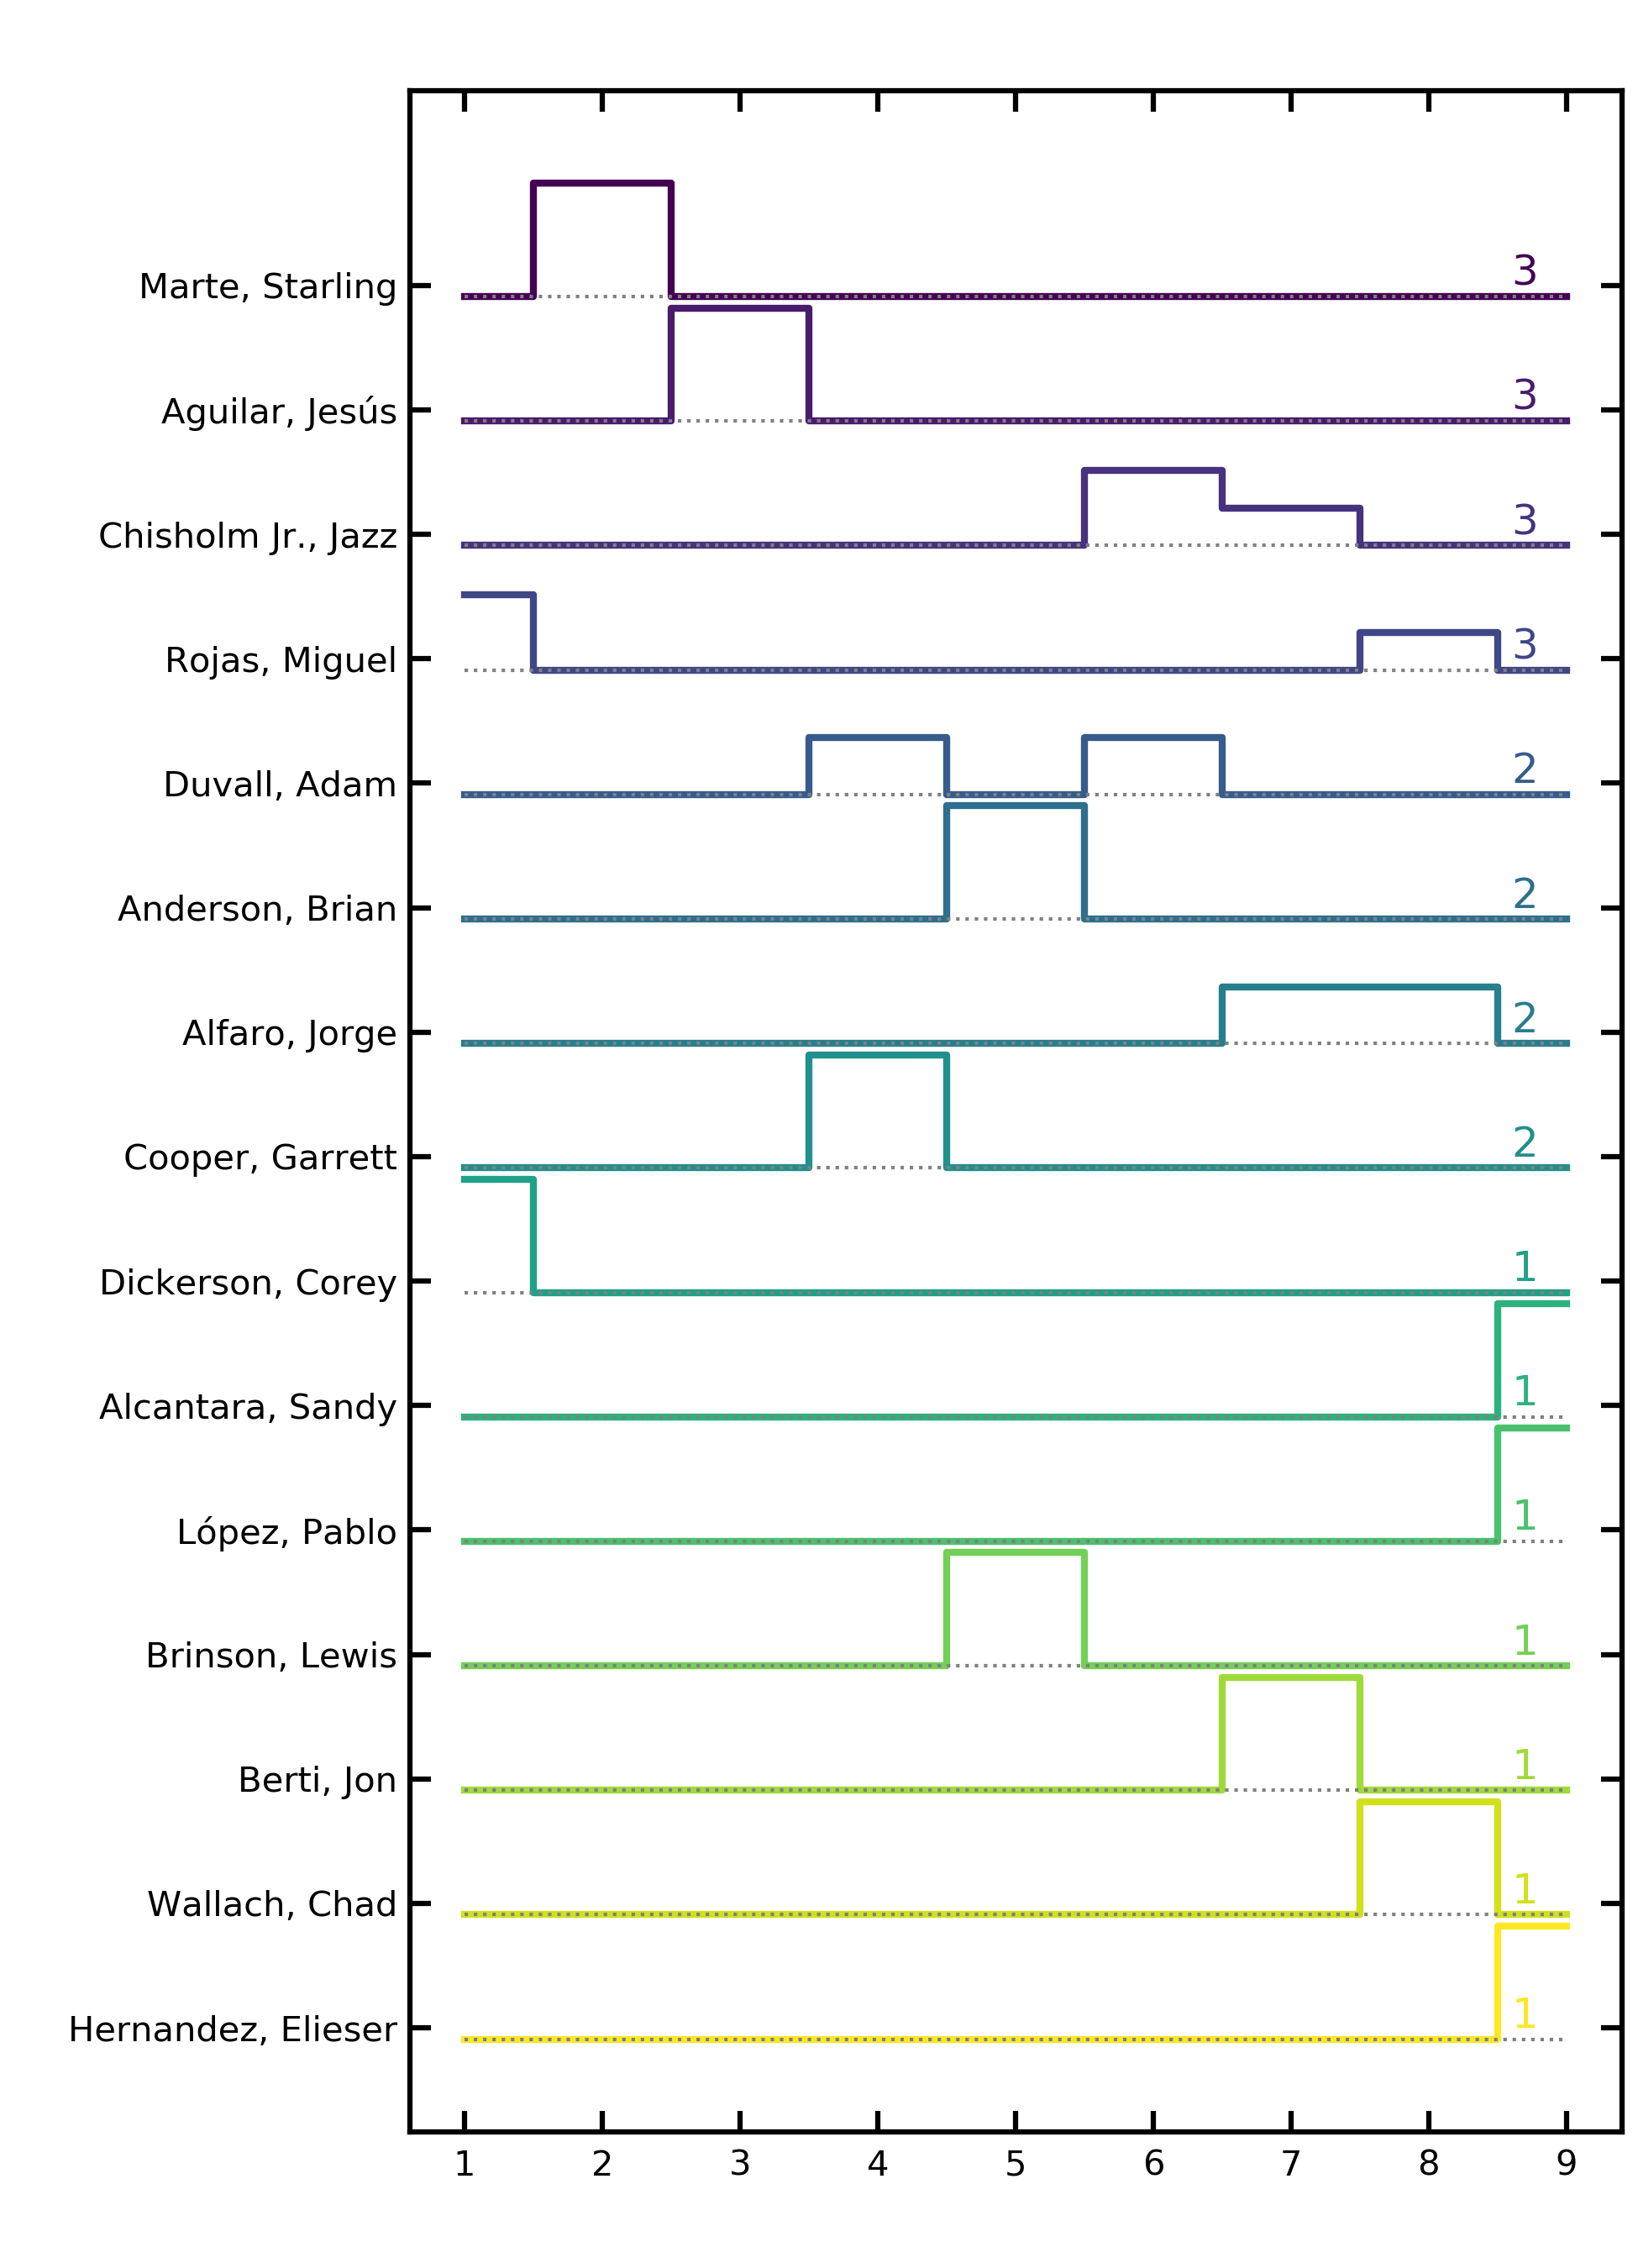 Marte, Starling 3
Aguilar, Jesús 3
Chisholm Jr., Jazz 3
Rojas, Miguel 3
Duvall, Adam 2
Anderson, Brian 2
Alfaro, Jorge 2
Cooper, Garrett 2
Dickerson, Corey 1
Alcantara, Sandy 1
López, Pablo 1
Brinson, Lewis 1
Berti, Jon 1
Wallach, Chad 1
Hernandez, Elieser 1
1 2 3 4 5 6 7 8 9